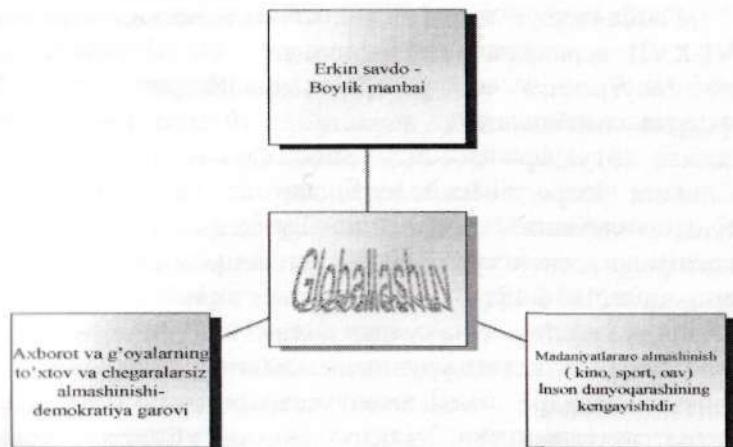 Erkin savdo -
Boylik manbai
Globallashuv
Axborot va g'oyalarning
to'xtov va chegaralarsiz
almashinishi-
demokratiya garovi
Madaniyatlararo almashinish
( kino, sport, oav)
Inson dunyoqarashining
kengayishidir